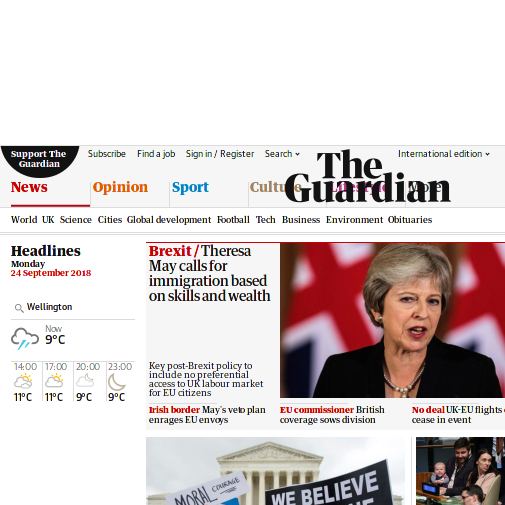 Support The
Guardian
Subscribe
Find a job
Sign in / Register
Search
International edition
The
Guardian
News
Opinion
Sport
Culture
Lifestyle
More
World UK Science Cities Global development Football Tech Business Environment Obituaries
Headlines
Monday
24 September 2018
Wellington
Now
9°C
14:00 17:00 20:00 23:00
11°C 11°C 9°C 9°C
Brexit / Theresa
May calls for
immigration based
on skills and wealth
Key post-Brexit policy to
include no preferential
access to UK labour market
for EU citizens
Irish border May's veto plan
enrages EU envoys
EU commissioner British
coverage sows division
No deal UK-EU flights
cease in event
MORAL COURAGE
WE BELIEVE